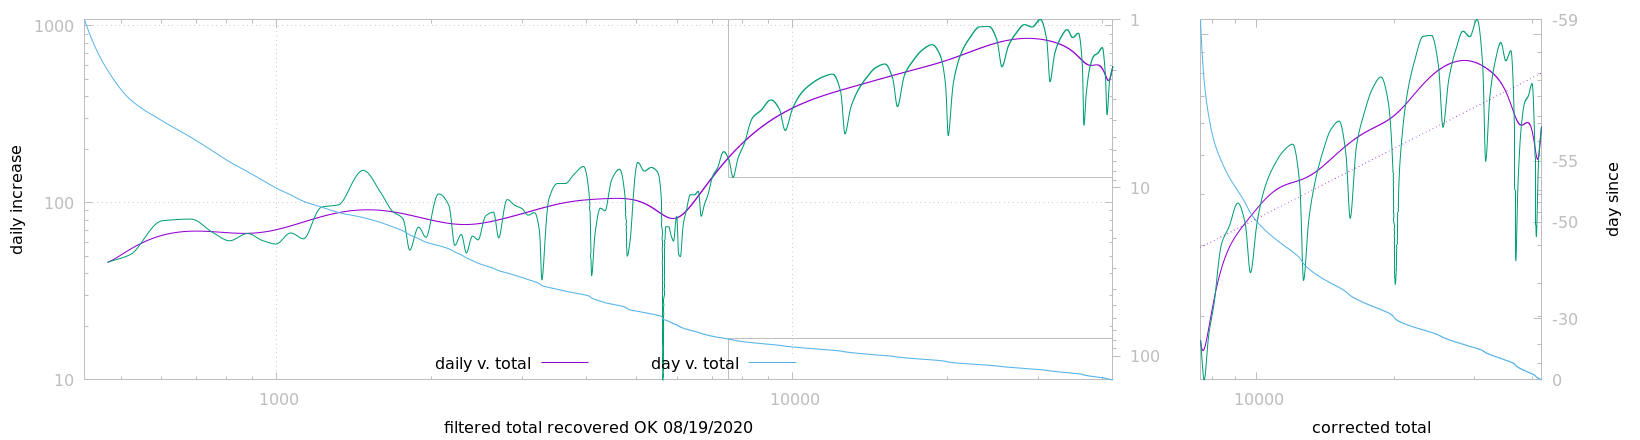 1000
100
10
daily increase
1
10
100
daily v. total
day v. total
1000
10000
filtered total recovered OK 08/19/2020
-59
-55
-50
-30
0
day since
10000
corrected total